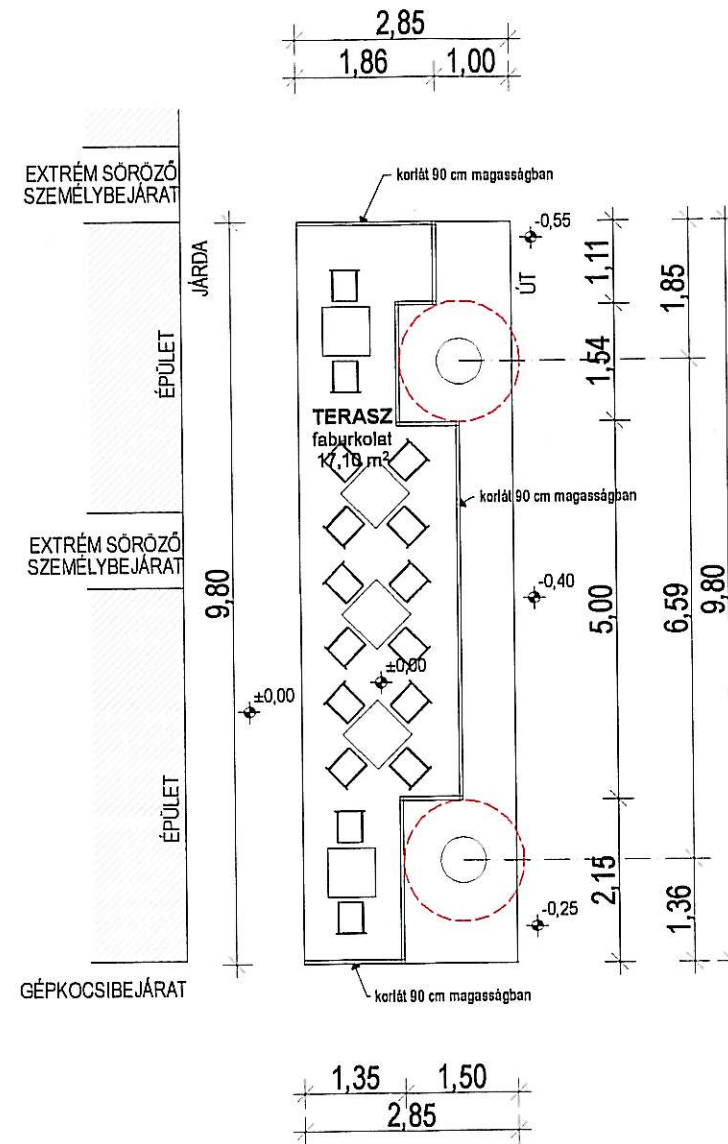 2,85
1,86
1,00
EXTRÉM SÖRÖZŐ
SZEMÉLYBEJÁRAT
korlát 90 cm magasságban
-0,55
JÁRDA
ÚT
1,11
1,85
ÉPÜLET
1,54
TERASZ
faburkolat
17,10 m²
korlát 90 cm magasságban
EXTRÉM SÖRÖZŐ
SZEMÉLYBEJÁRAT
9,80
-0,40
5,00
6,59
9,80
±0,00
±0,00
ÉPÜLET
2,15
1,36
-0,25
GÉPKOCSIBEJÁRAT
korlát 90 cm magasságban
1,35
1,50
2,85